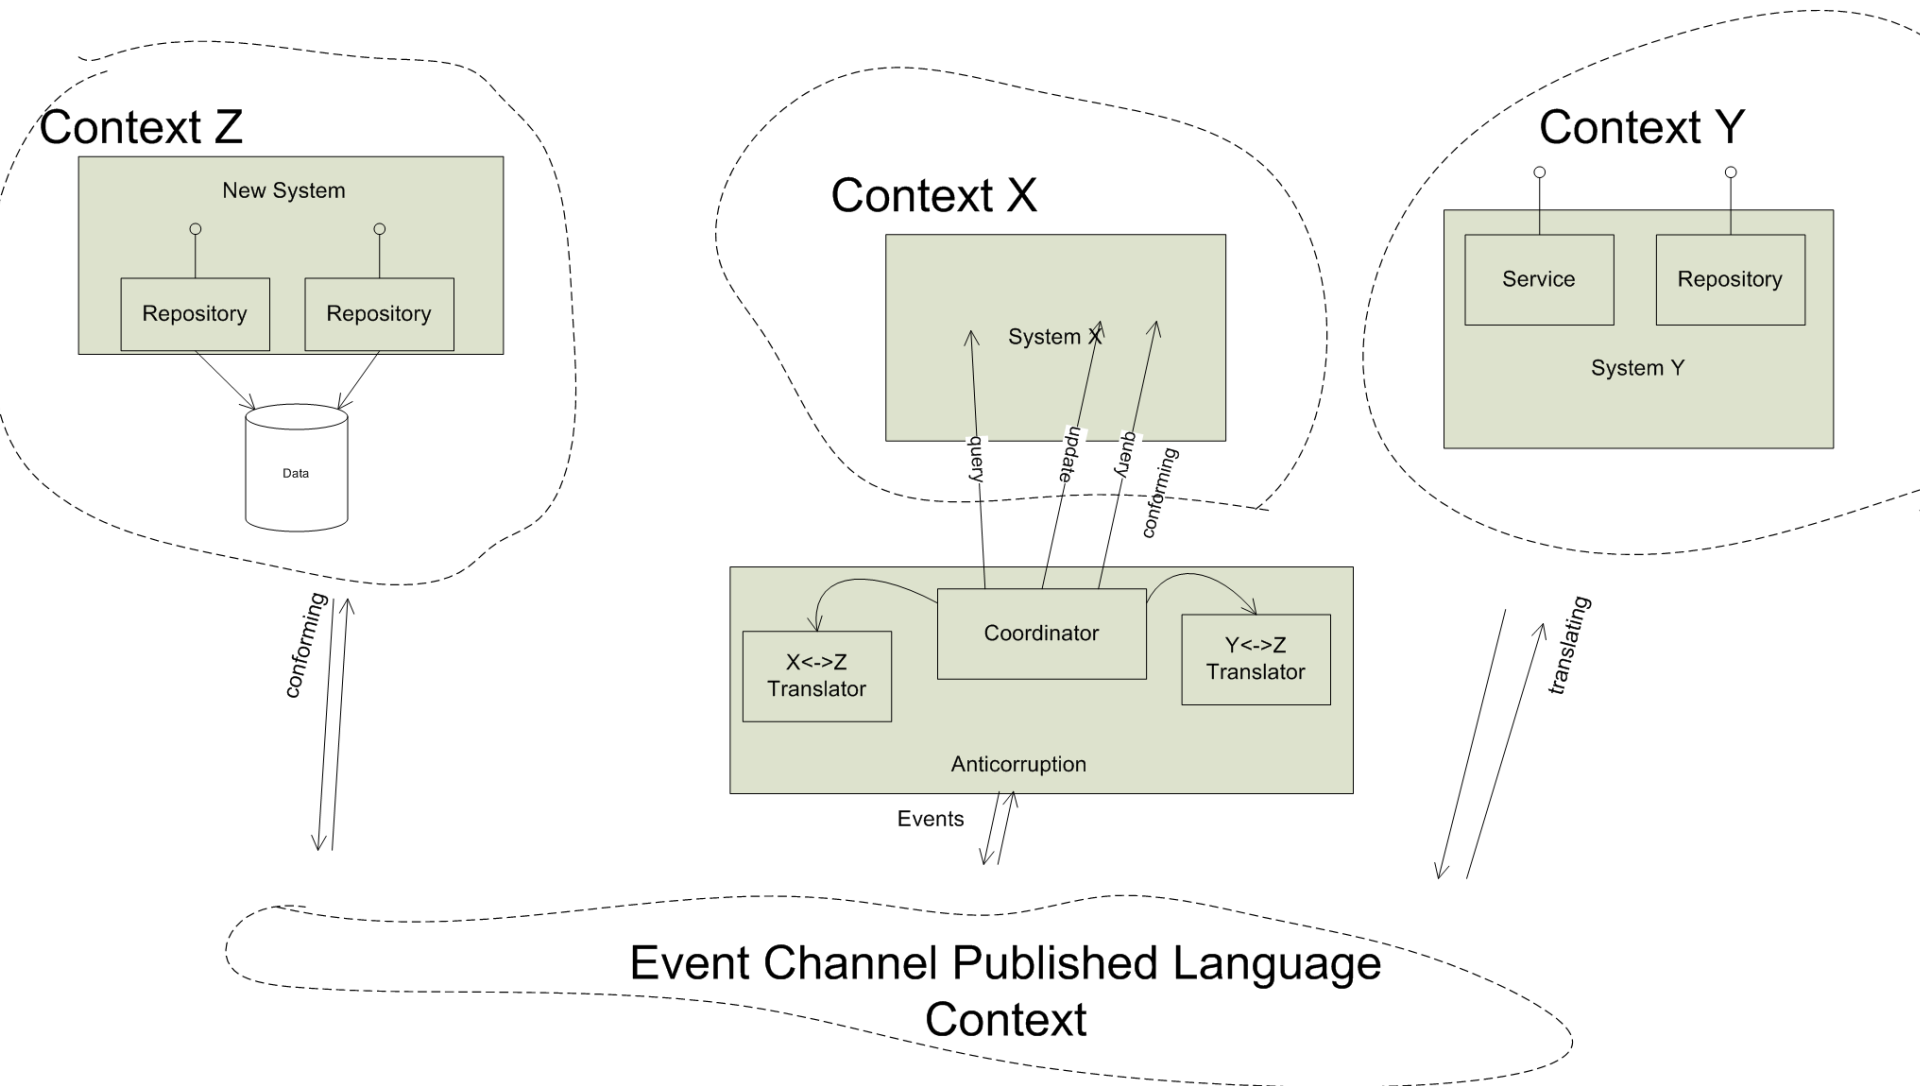 Context Z
New System
Repository
Repository
Data
Context X
System X
query
update
query
conforming
Context Y
Service
Repository
System Y
conforming
X<->Z
Translator
Coordinator
Y<->Z
Translator
Anticorruption
Events
translating
Event Channel Published Language
Context